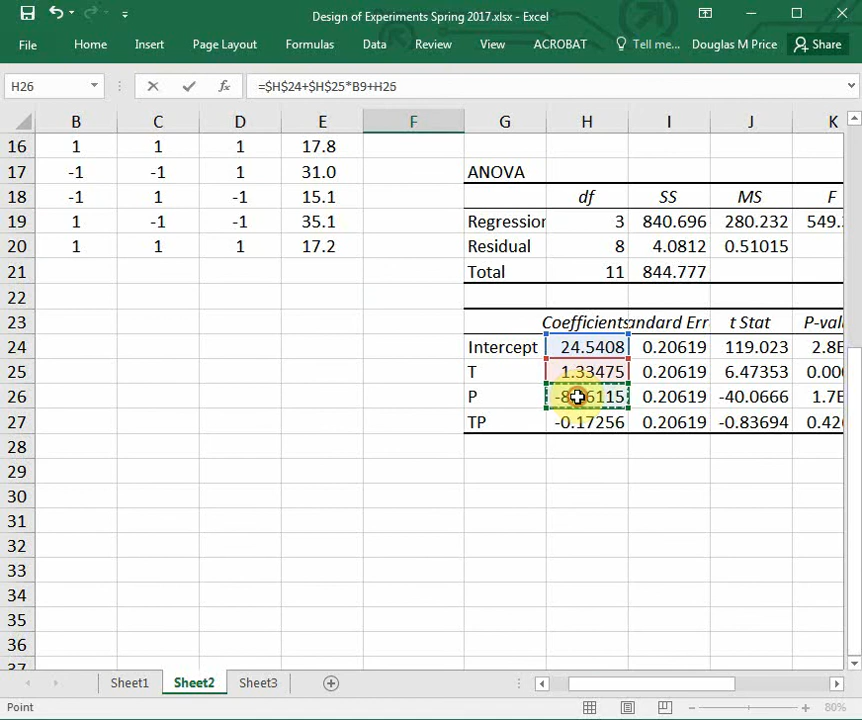 Design of Experiments Spring 2017.xlsx - Excel
File Home Insert Page Layout Formulas Data Review View ACROBAT Tell me... Douglas M Price Share
H26 fx =$H$24+$H$25*B9+H26
B C D E F G H I J K
16 1 1 1 17.8
17 -1 -1 1 31.0 ANOVA
18 -1 1 -1 15.1 df SS MS F
19 1 -1 -1 35.1 Regression 3 840.696 280.232 549.
20 1 1 1 17.2 Residual 8 4.0812 0.51015
21 Total 11 844.777
22
23 Coefficients andard Err t Stat P-val
24 Intercept 24.5408 0.20619 119.023 2.8E
25 T 1.33475 0.20619 6.47353 0.00
26 P 0.20619 -40.0666 1.7E
27 TP -0.17256 0.20619 -0.83694 0.42
28
29
30
31
32
33
34
35
36
37
Sheet1 Sheet2 Sheet3
Point 80%